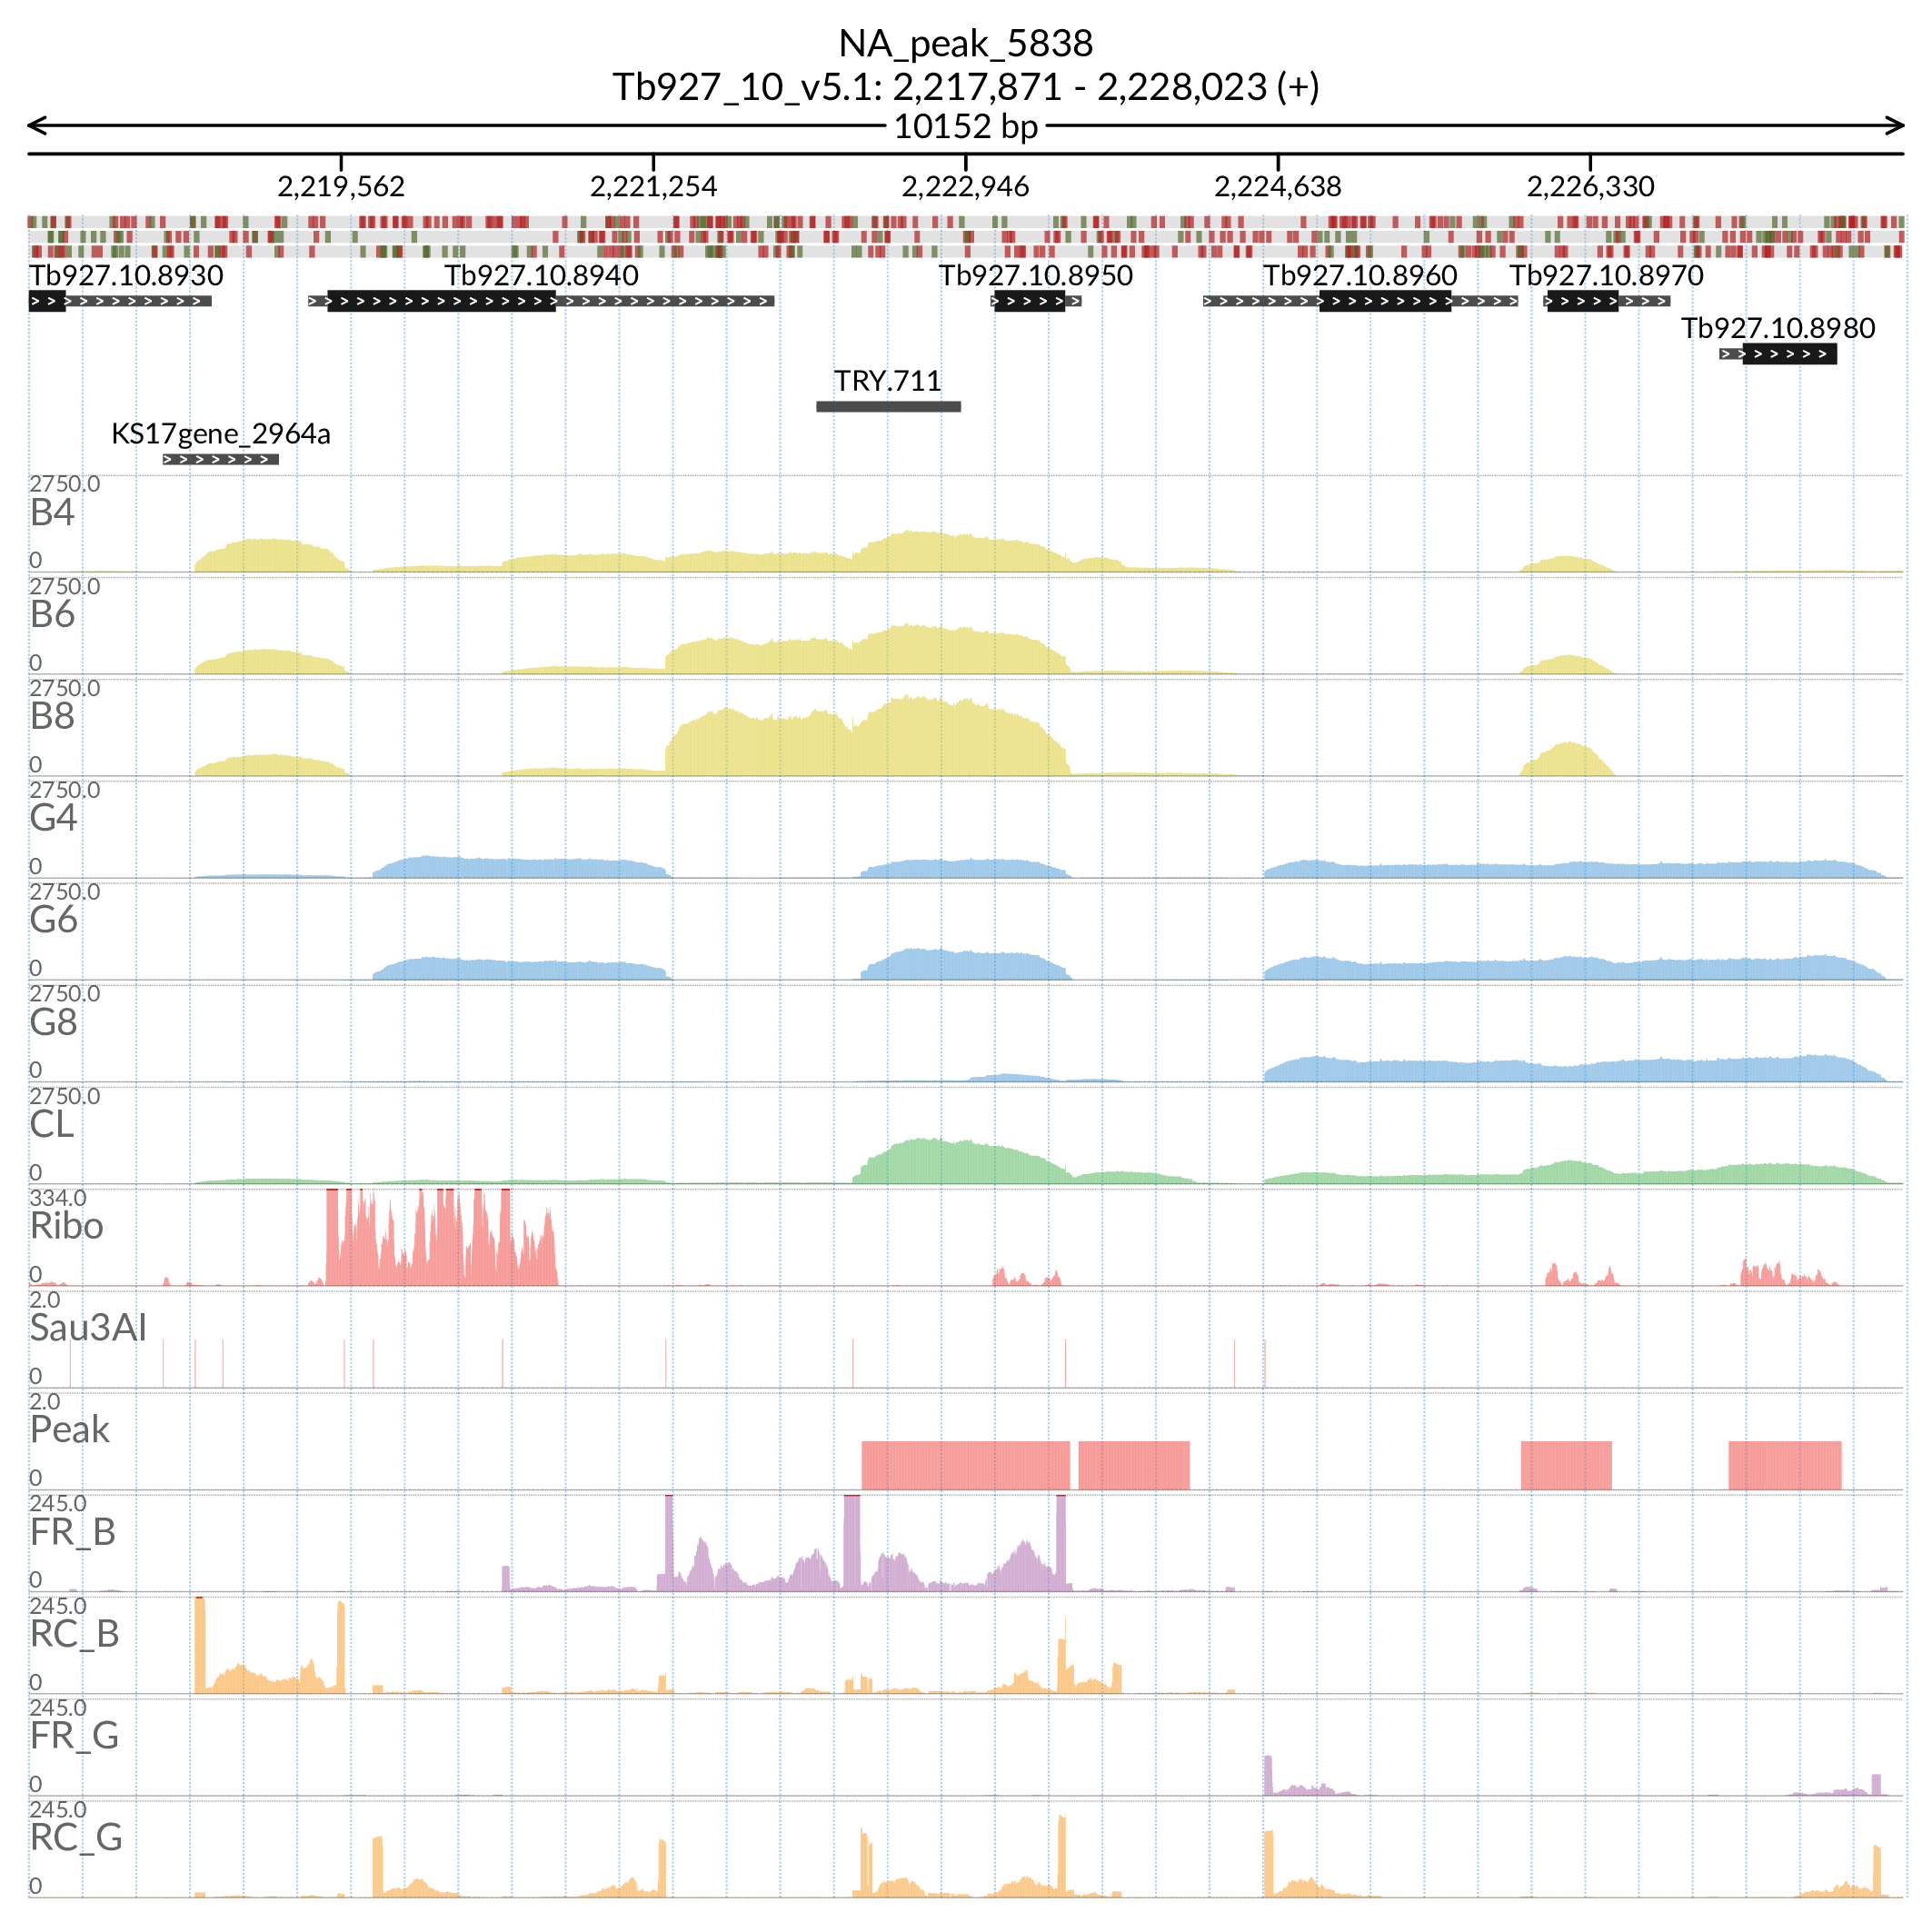 NA_peak_5838
Tb927_10_v5.1: 2,217,871 - 2,228,023 (+)
10152 bp
2,219,562 2,221,254 2,222,946 2,224,638 2,226,330
Tb927.10.8930 Tb927.10.8940 Tb927.10.8950 Tb927.10.8960 Tb927.10.8970
Tb927.10.8980
TRY.711
KS17gene_2964a
2750.0
B4
0
2750.0
B6
0
2750.0
B8
0
2750.0
G4
0
2750.0
G6
0
2750.0
G8
0
2750.0
CL
0
334.0
Ribo
0
2.0
Sau3AI
0
2.0
Peak
0
245.0
FR_B
0
245.0
RC_B
0
245.0
FR_G
0
245.0
RC_G
0